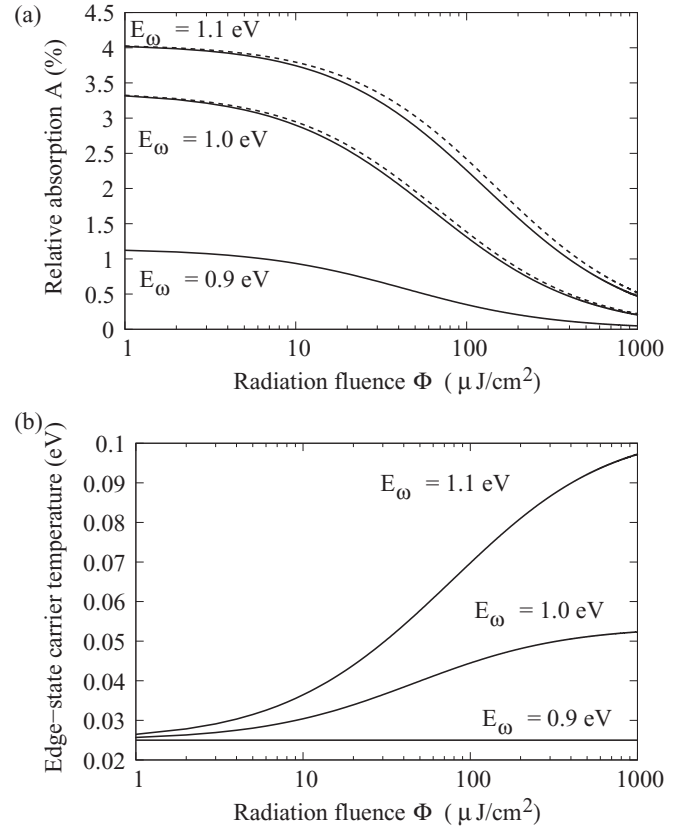 (a)
Relative absorption A (%)
4.5
4
3.5
3
2.5
2
1.5
1
0.5
0
E_ω = 1.1 eV
E_ω = 1.0 eV
E_ω = 0.9 eV
1 10 100 1000
Radiation fluence Φ ( μ J/cm²)
(b)
Edge−state carrier temperature (eV)
0.1
0.09
0.08
0.07
0.06
0.05
0.04
0.03
0.02
E_ω = 1.1 eV
E_ω = 1.0 eV
E_ω = 0.9 eV
1 10 100 1000
Radiation fluence Φ ( μ J/cm²)